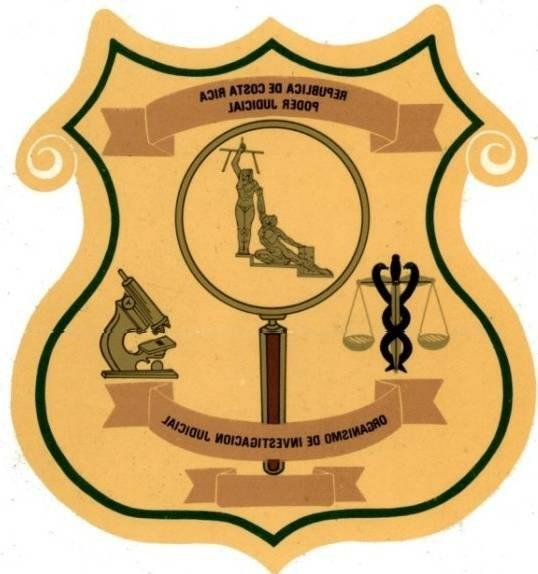 REPUBLICA DE COSTA RICA
PODER JUDICIAL
ORGANISMO DE INVESTIGACION JUDICIAL